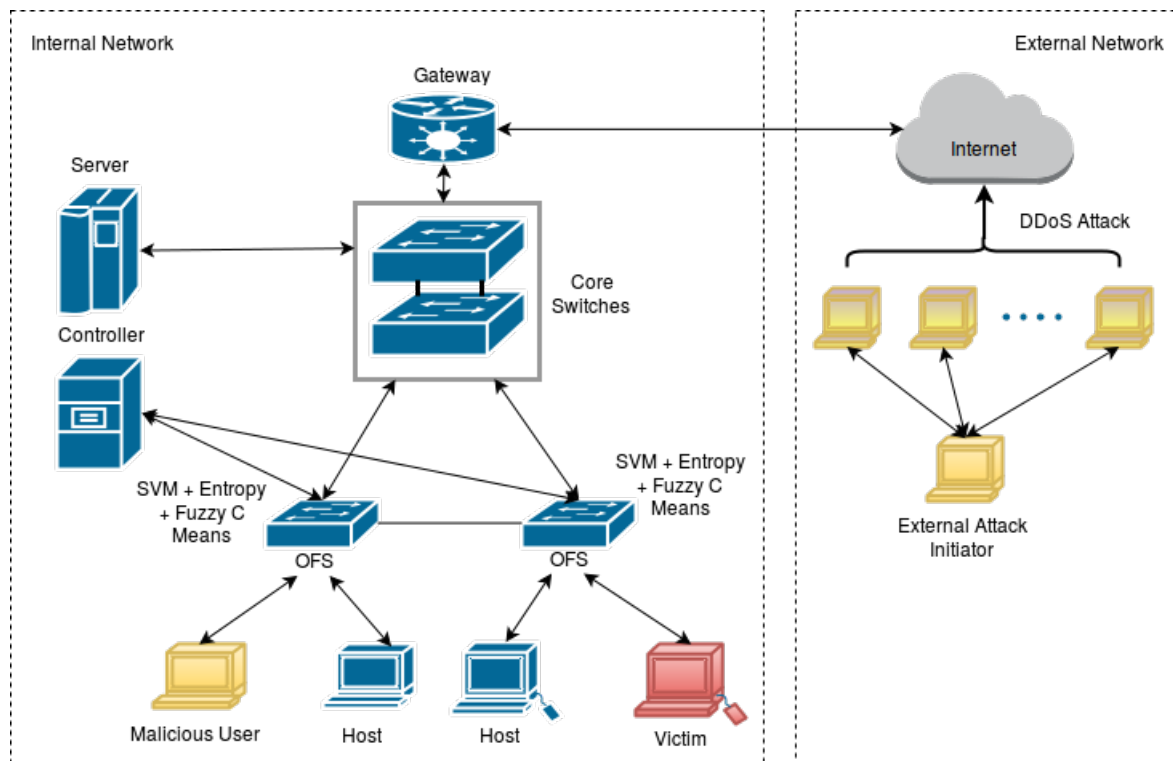 Internal Network
External Network
Gateway
Internet
Server
DDoS Attack
Core
Switches
Controller
SVM + Entropy
+ Fuzzy C
Means
SVM + Entropy
+ Fuzzy C
Means
External Attack
Initiator
OFS
OFS
Malicious User
Host
Host
Victim